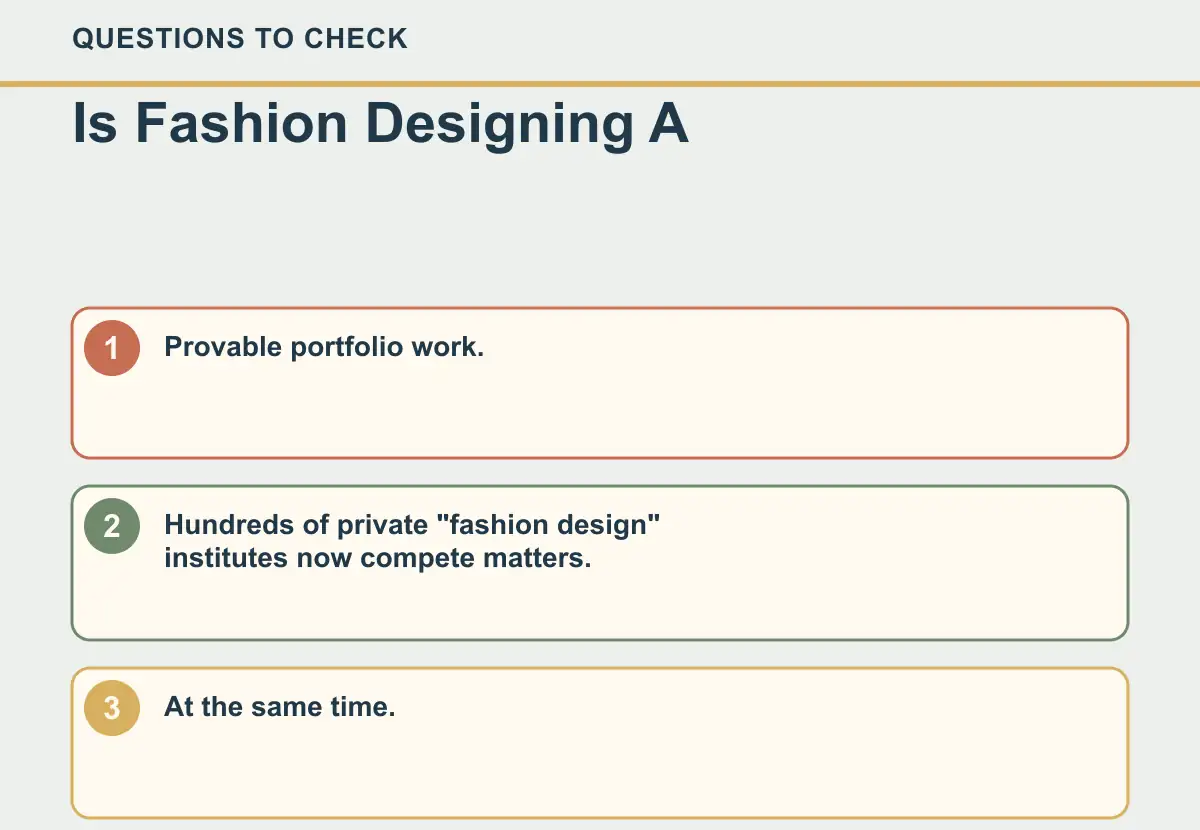 QUESTIONS TO CHECK
Is Fashion Designing A
1
Provable portfolio work.
2
Hundreds of private "fashion design"
institutes now compete matters.
3
At the same time.